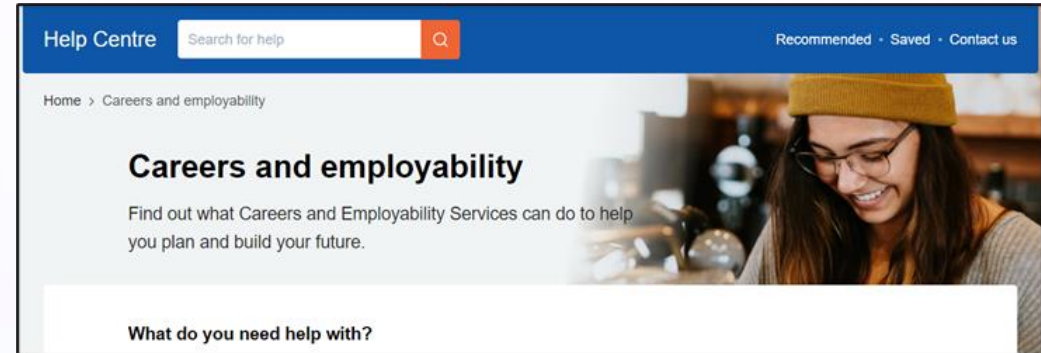 Help Centre
Search for help
Recommended • Saved • Contact us
Home > Careers and employability
Careers and employability
Find out what Careers and Employability Services can do to help
you plan and build your future.
What do you need help with?